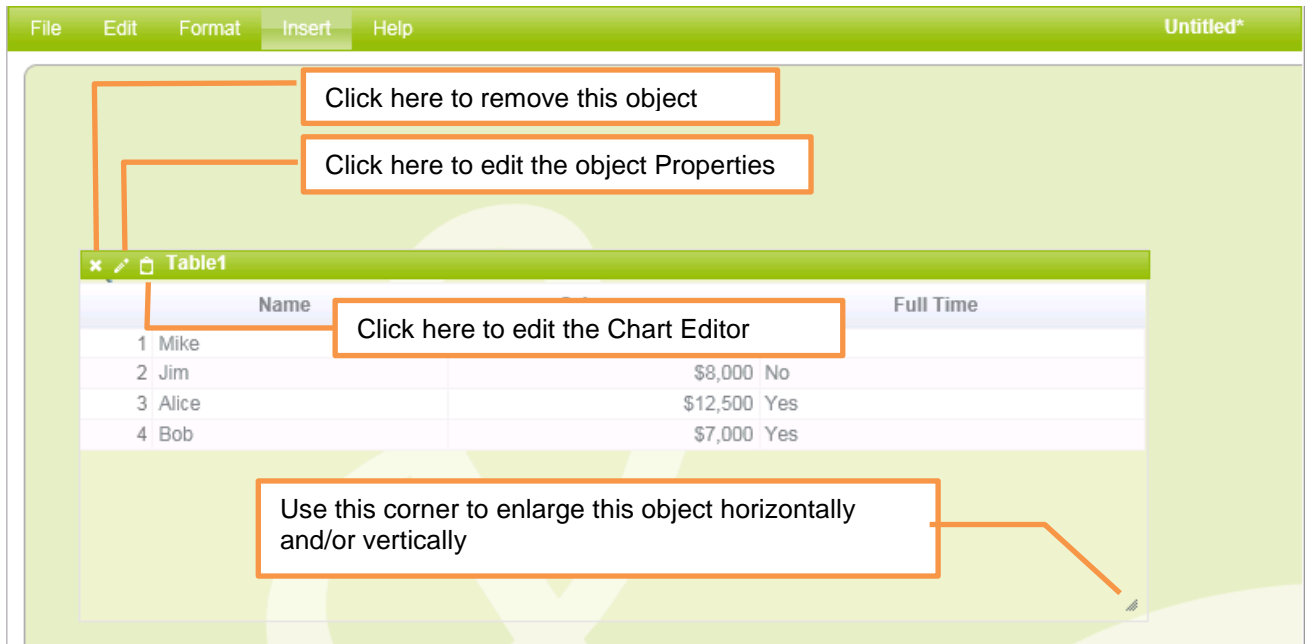 File Edit Format Insert Help Untitled*
Click here to remove this object
Click here to edit the object Properties
Table1
Name Full Time
Click here to edit the Chart Editor
1 Mike
2 Jim $8,000 No
3 Alice $12,500 Yes
4 Bob $7,000 Yes
Use this corner to enlarge this object horizontally
and/or vertically